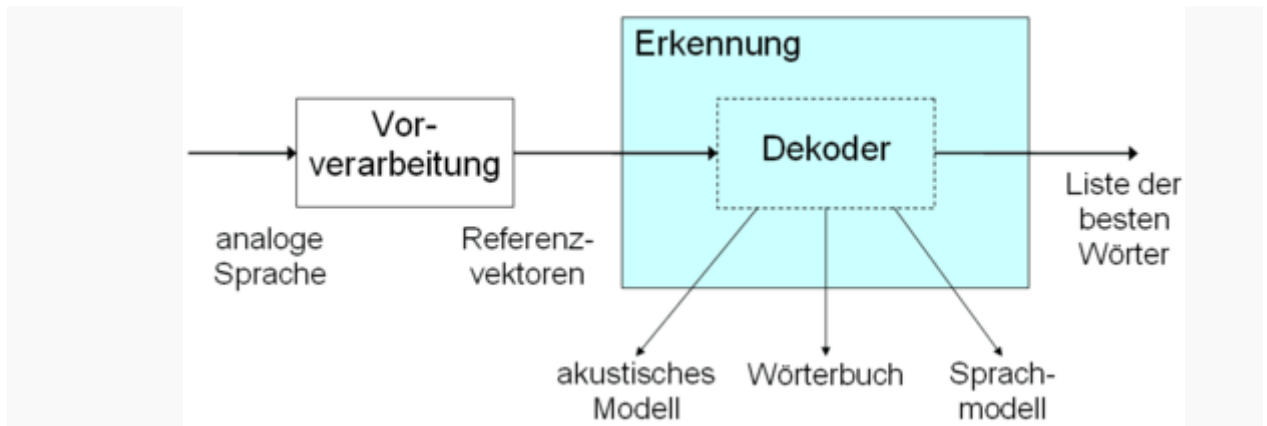 Erkennung
Vor-
verarbeitung
Dekoder
analoge
Sprache
Referenz-
vektoren
Liste der
besten
Wörter
akustisches
Modell
Wörterbuch
Sprach-
modell